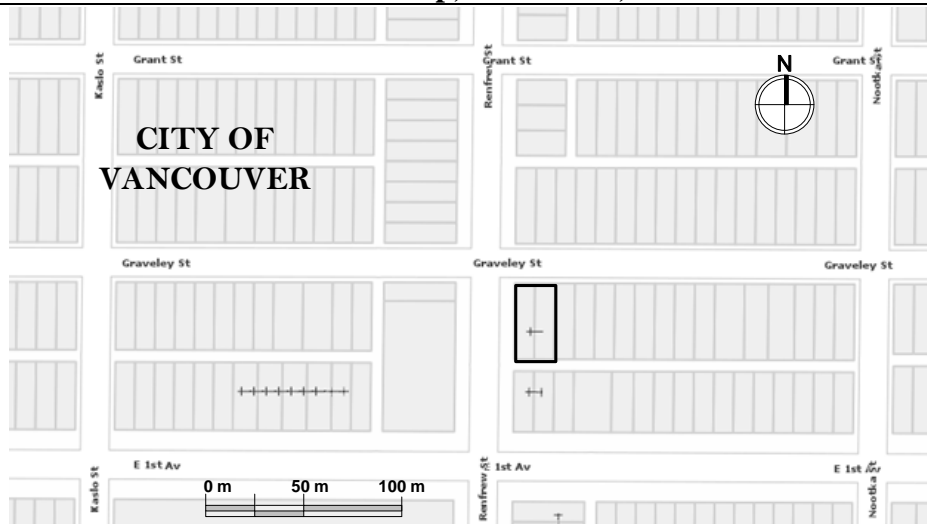 Grant St
Grant St
Grant St
Kaslo St
Renfrew St
Nootka St
N
CITY OF
VANCOUVER
Graveley St
Graveley St
Graveley St
E 1st Av
E 1st Av
E 1st Av
0 m 50 m 100 m
Kaslo St
Renfrew St
Nootka St